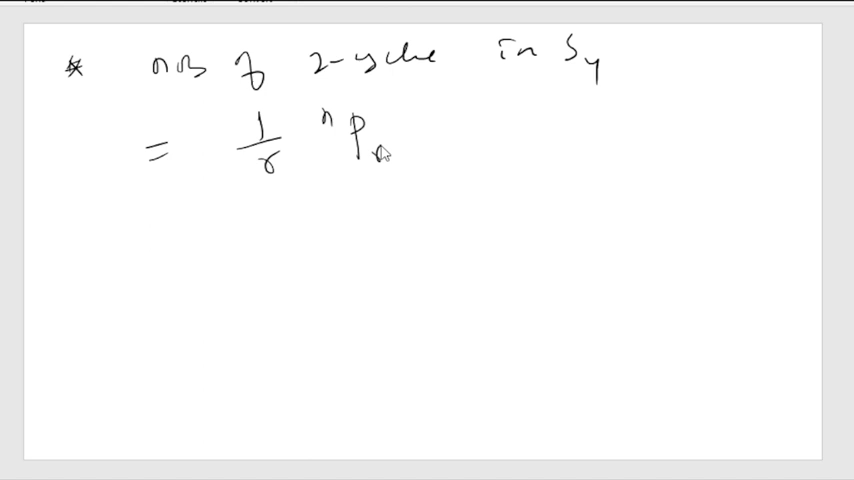 * no of 2-cycle in S₄
= 1/r ⁿPᵣ